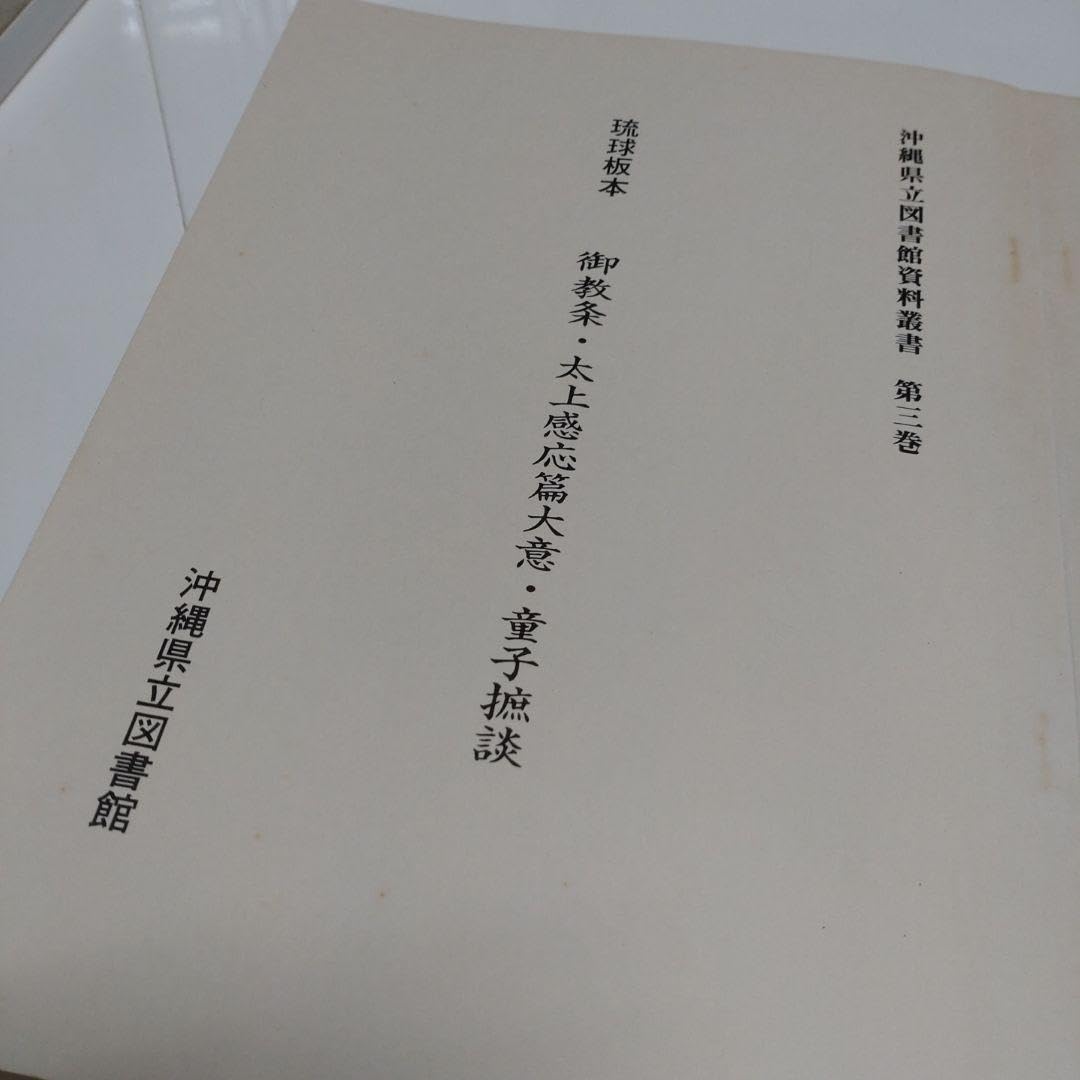 沖縄県立図書館資料叢書　第三巻
琉球板本　御教条・太上感応篇大意・童子摭談
沖縄県立図書館